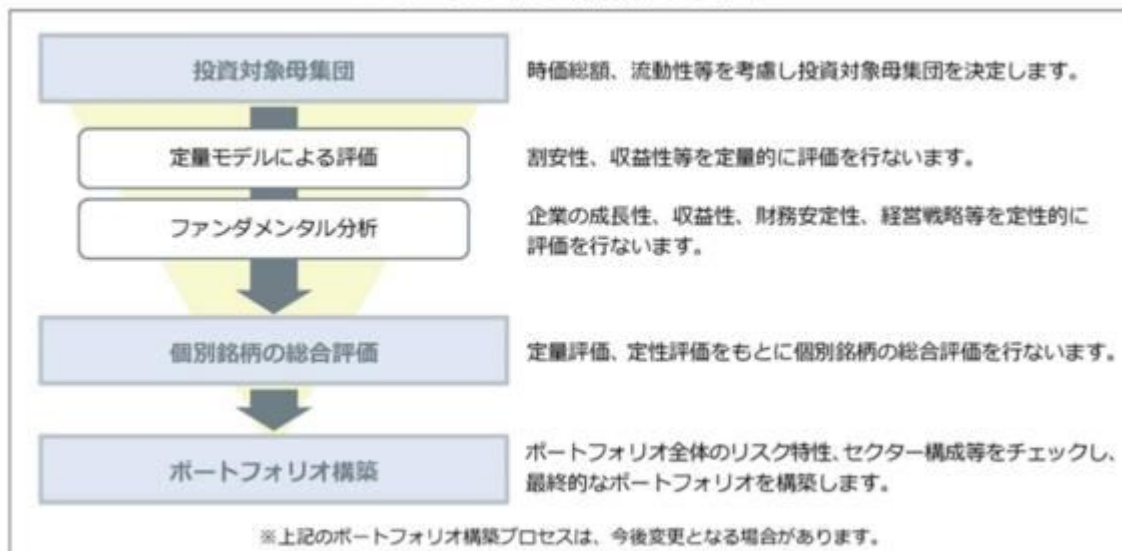 投資対象母集団
時価総額、流動性等を考慮し投資対象母集団を決定します。
定量モデルによる評価
割安性、収益性等を定量的に評価を行ないます。
ファンダメンタル分析
企業の成長性、収益性、財務安定性、経営戦略等を定性的に
評価を行ないます。
個別銘柄の総合評価
定量評価、定性評価をもとに個別銘柄の総合評価を行ないます。
ポートフォリオ構築
ポートフォリオ全体のリスク特性、セクター構成等をチェックし、
最終的なポートフォリオを構築します。
※上記のポートフォリオ構築プロセスは、今後変更となる場合があります。